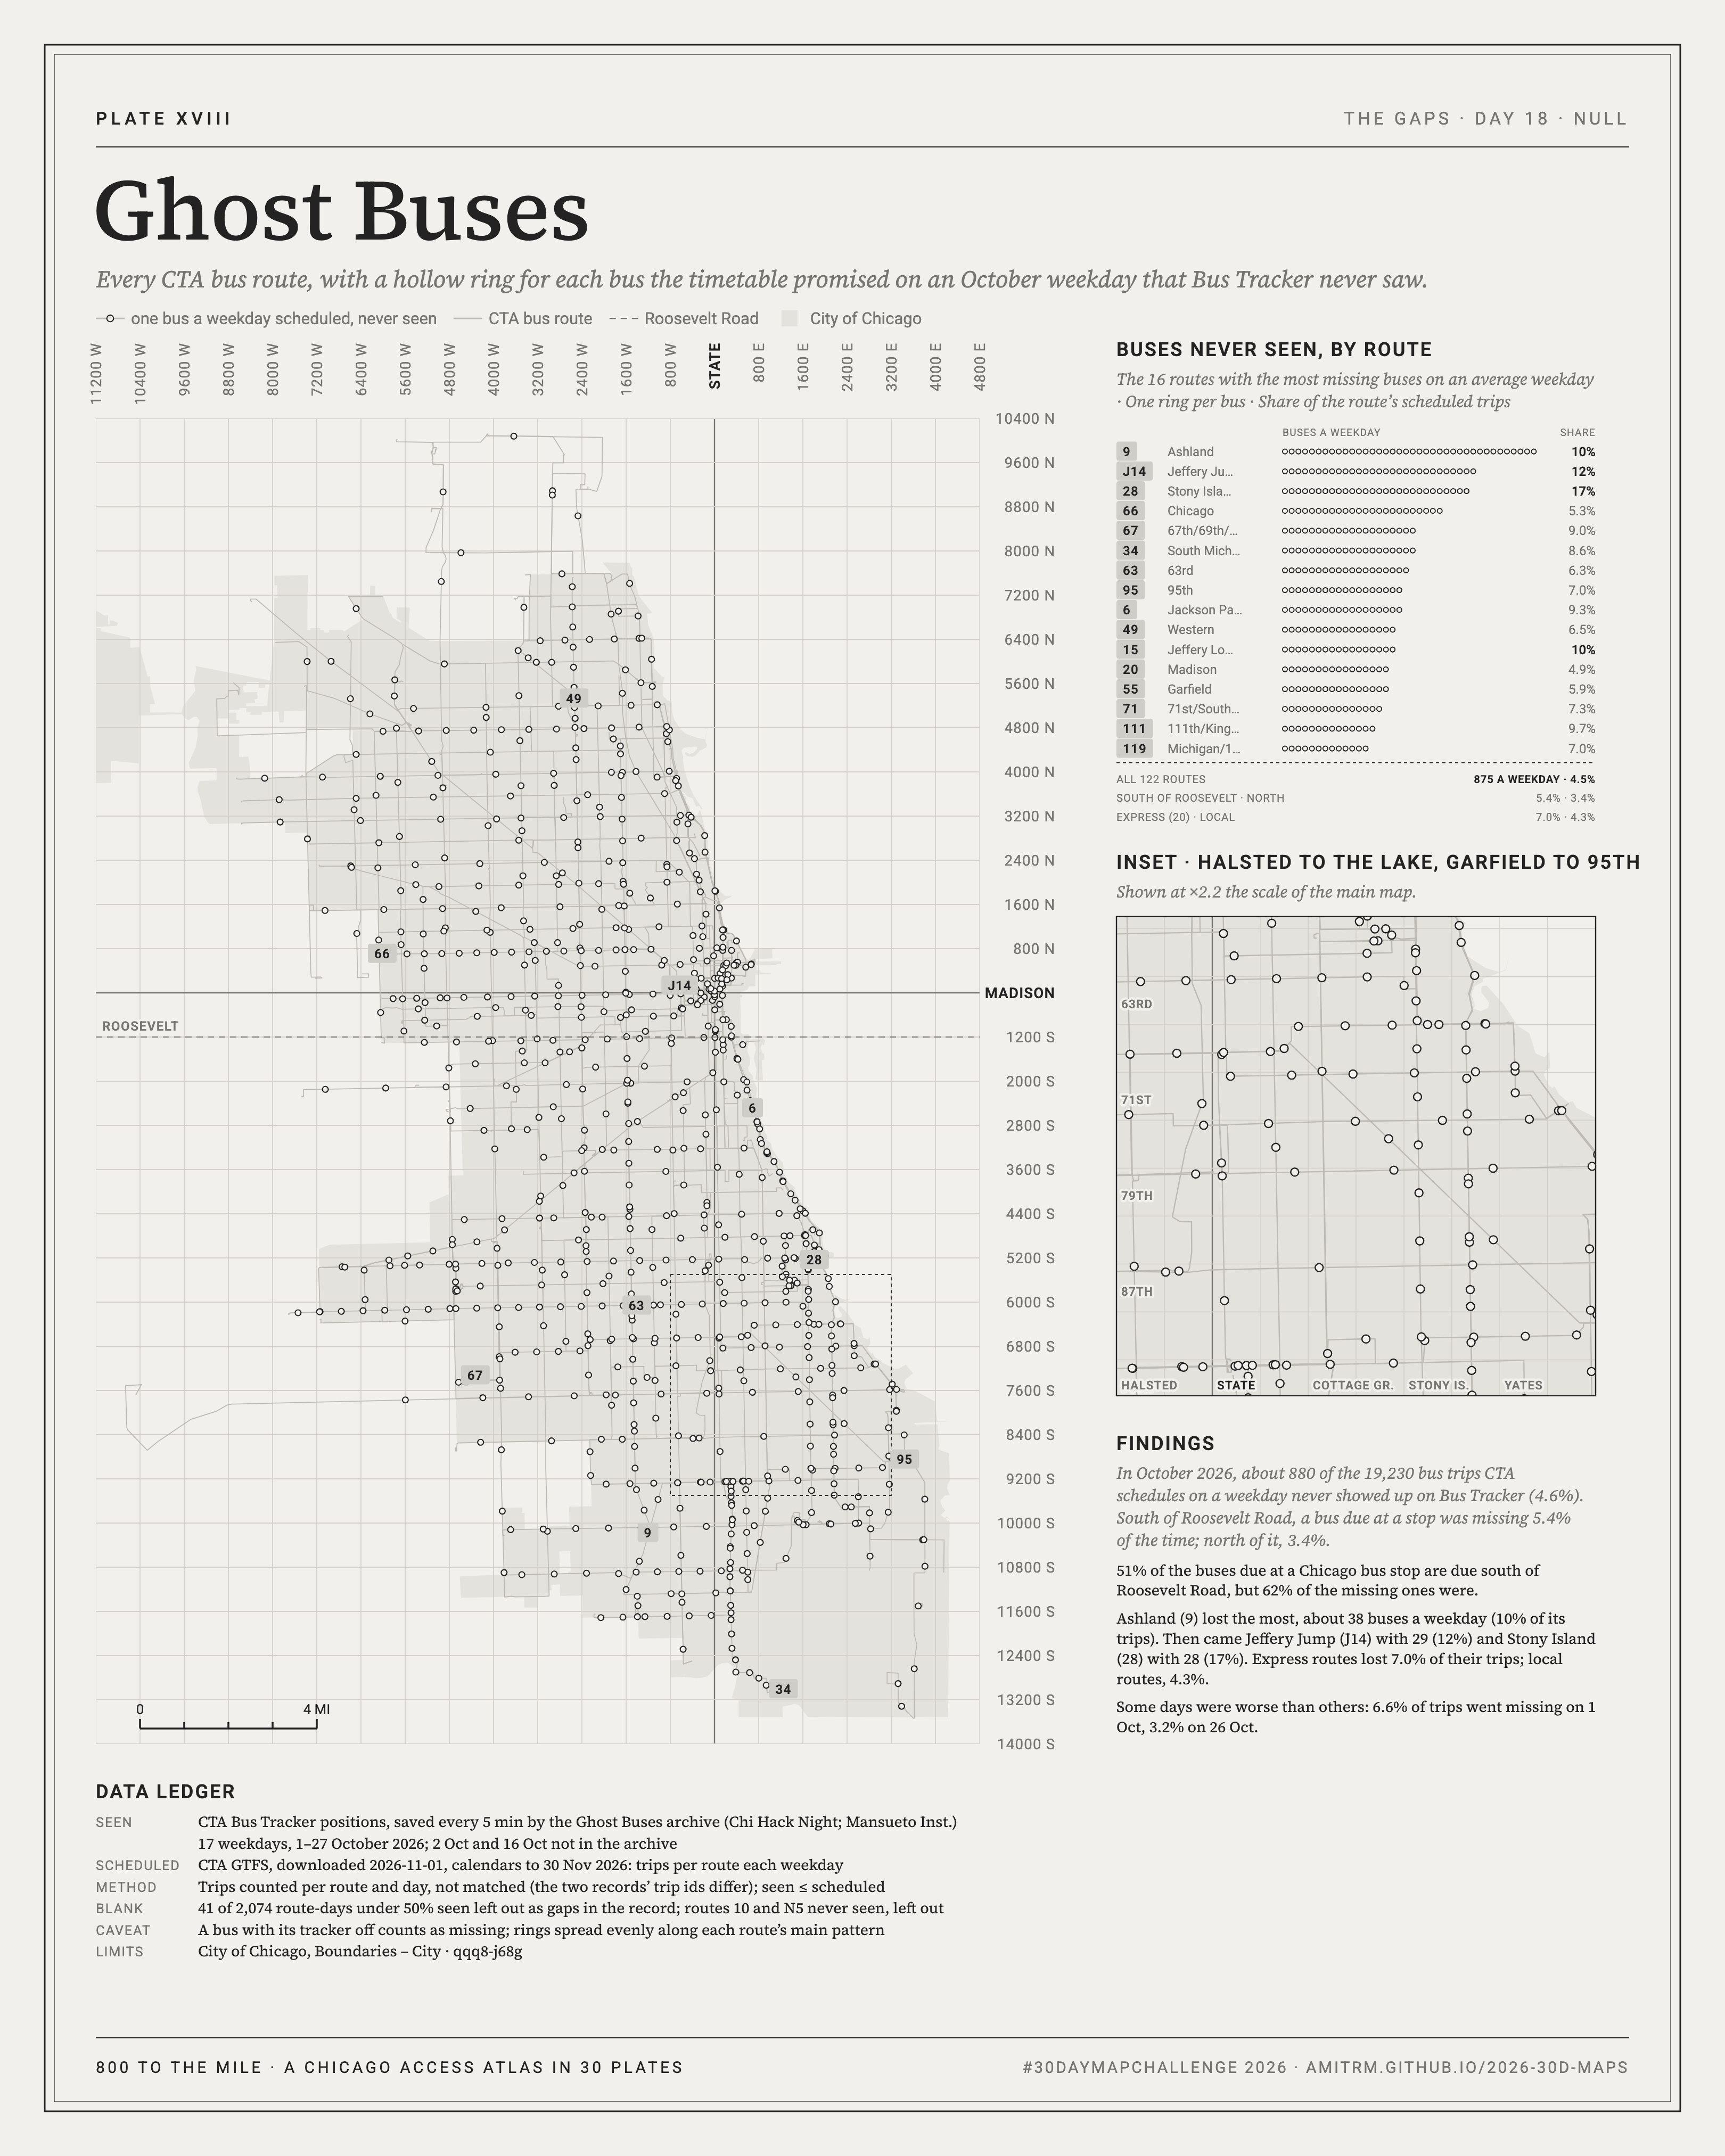 PLATE XVIII
THE GAPS · DAY 18 · NULL
Ghost Buses
Every CTA bus route, with a hollow ring for each bus the timetable promised on an October weekday that Bus Tracker never saw.
one bus a weekday scheduled, never seen
CTA bus route
Roosevelt Road
City of Chicago
11200 W
10400 W
9600 W
8800 W
8000 W
7200 W
6400 W
5600 W
4800 W
4000 W
3200 W
2400 W
1600 W
800 W
STATE
800 E
1600 E
2400 E
3200 E
4000 E
4800 E
10400 N
9600 N
8800 N
8000 N
7200 N
6400 N
5600 N
4800 N
4000 N
3200 N
2400 N
1600 N
800 N
MADISON
1200 S
2000 S
2800 S
3600 S
4400 S
5200 S
6000 S
6800 S
7600 S
8400 S
9200 S
10000 S
10800 S
11600 S
12400 S
13200 S
14000 S
49
66
J14
ROOSEVELT
6
28
63
67
95
9
34
0
4 MI
BUSES NEVER SEEN, BY ROUTE
The 16 routes with the most missing buses on an average weekday
· One ring per bus · Share of the route's scheduled trips
BUSES A WEEKDAY SHARE
9 Ashland 10%
J14 Jeffery Ju… 12%
28 Stony Isla… 17%
66 Chicago 5.3%
67 67th/69th/… 9.0%
34 South Mich… 8.6%
63 63rd 6.3%
95 95th 7.0%
6 Jackson Pa… 9.3%
49 Western 6.5%
15 Jeffery Lo… 10%
20 Madison 4.9%
55 Garfield 5.9%
71 71st/South… 7.3%
111 111th/King… 9.7%
119 Michigan/1… 7.0%
ALL 122 ROUTES 875 A WEEKDAY · 4.5%
SOUTH OF ROOSEVELT · NORTH 5.4% · 3.4%
EXPRESS (20) · LOCAL 7.0% · 4.3%
INSET · HALSTED TO THE LAKE, GARFIELD TO 95TH
Shown at ×2.2 the scale of the main map.
63RD
71ST
79TH
87TH
HALSTED
STATE
COTTAGE GR.
STONY IS.
YATES
FINDINGS
In October 2026, about 880 of the 19,230 bus trips CTA
schedules on a weekday never showed up on Bus Tracker (4.6%).
South of Roosevelt Road, a bus due at a stop was missing 5.4%
of the time; north of it, 3.4%.
51% of the buses due at a Chicago bus stop are due south of
Roosevelt Road, but 62% of the missing ones were.
Ashland (9) lost the most, about 38 buses a weekday (10% of its
trips). Then came Jeffery Jump (J14) with 29 (12%) and Stony Island
(28) with 28 (17%). Express routes lost 7.0% of their trips; local
routes, 4.3%.
Some days were worse than others: 6.6% of trips went missing on 1
Oct, 3.2% on 26 Oct.
DATA LEDGER
SEEN CTA Bus Tracker positions, saved every 5 min by the Ghost Buses archive (Chi Hack Night; Mansueto Inst.)
17 weekdays, 1–27 October 2026; 2 Oct and 16 Oct not in the archive
SCHEDULED CTA GTFS, downloaded 2026-11-01, calendars to 30 Nov 2026: trips per route each weekday
METHOD Trips counted per route and day, not matched (the two records' trip ids differ); seen ≤ scheduled
BLANK 41 of 2,074 route-days under 50% seen left out as gaps in the record; routes 10 and N5 never seen, left out
CAVEAT A bus with its tracker off counts as missing; rings spread evenly along each route's main pattern
LIMITS City of Chicago, Boundaries – City · qqq8-j68g
800 TO THE MILE · A CHICAGO ACCESS ATLAS IN 30 PLATES
#30DAYMAPCHALLENGE 2026 · AMITRM.GITHUB.IO/2026-30D-MAPS